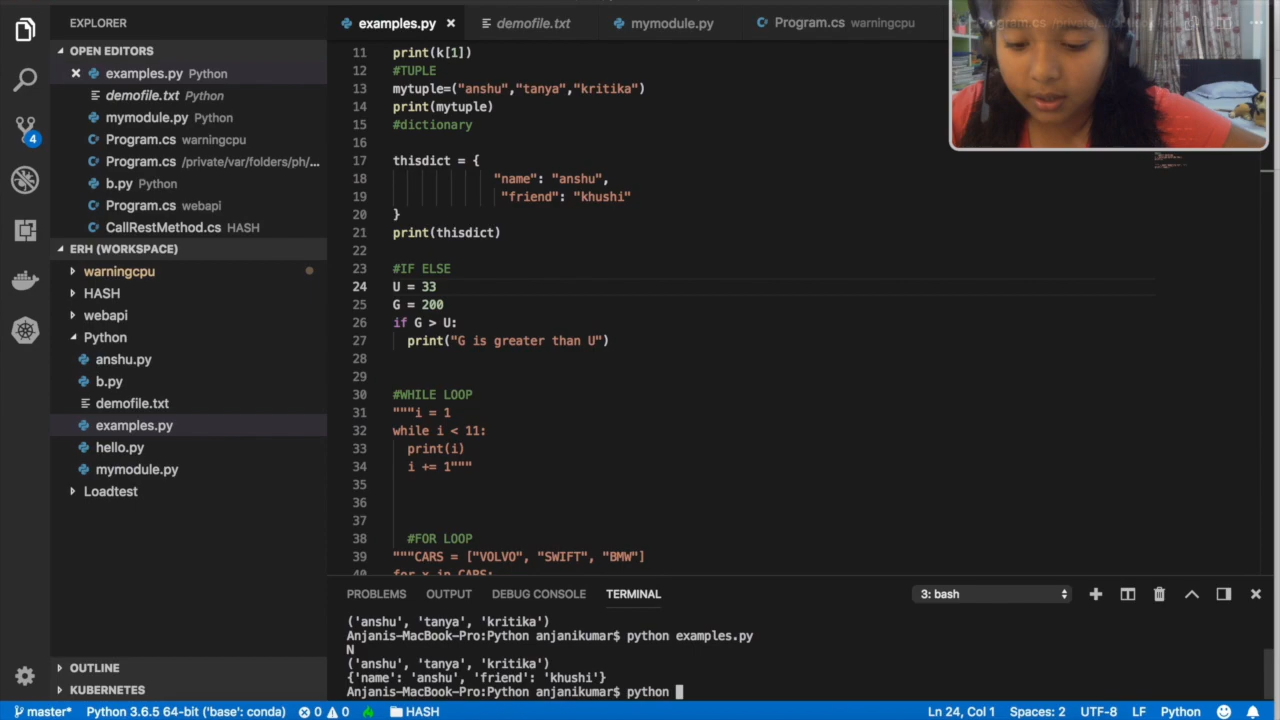 EXPLORER
OPEN EDITORS
examples.py Python
demofile.txt Python
mymodule.py Python
Program.cs warningcpu
Program.cs /private/var/folders/ph/...
b.py Python
Program.cs webapi
CallRestMethod.cs HASH
ERH (WORKSPACE)
warningcpu
HASH
webapi
Python
anshu.py
b.py
demofile.txt
examples.py
hello.py
mymodule.py
Loadtest
OUTLINE
KUBERNETES
4
examples.py demofile.txt mymodule.py Program.cs warningcpu
11 print(k[1])
12 #TUPLE
13 mytuple=("anshu","tanya","kritika")
14 print(mytuple)
15 #dictionary
16
17 thisdict = {
18 "name": "anshu",
19 "friend": "khushi"
20 }
21 print(thisdict)
22
23 #IF ELSE
24 U = 33
25 G = 200
26 if G > U:
27 print("G is greater than U")
28
29
30 #WHILE LOOP
31 """i = 1
32 while i < 11:
33 print(i)
34 i += 1"""
35
36
37
38 #FOR LOOP
39 """CARS = ["VOLVO", "SWIFT", "BMW"]
40 for x in CARS:
PROBLEMS OUTPUT DEBUG CONSOLE TERMINAL 3: bash
('anshu', 'tanya', 'kritika')
Anjanis-MacBook-Pro:Python anjanikumar$ python examples.py
N
('anshu', 'tanya', 'kritika')
{'name': 'anshu', 'friend': 'khushi'}
Anjanis-MacBook-Pro:Python anjanikumar$ python
master* Python 3.6.5 64-bit ('base': conda) 0 0 HASH Ln 24, Col 1 Spaces: 2 UTF-8 LF Python